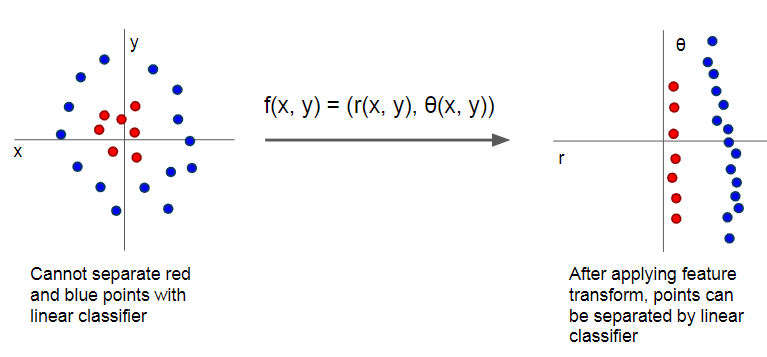 y
x
Cannot separate red
and blue points with
linear classifier
f(x, y) = (r(x, y), θ(x, y))
θ
r
After applying feature
transform, points can
be separated by linear
classifier